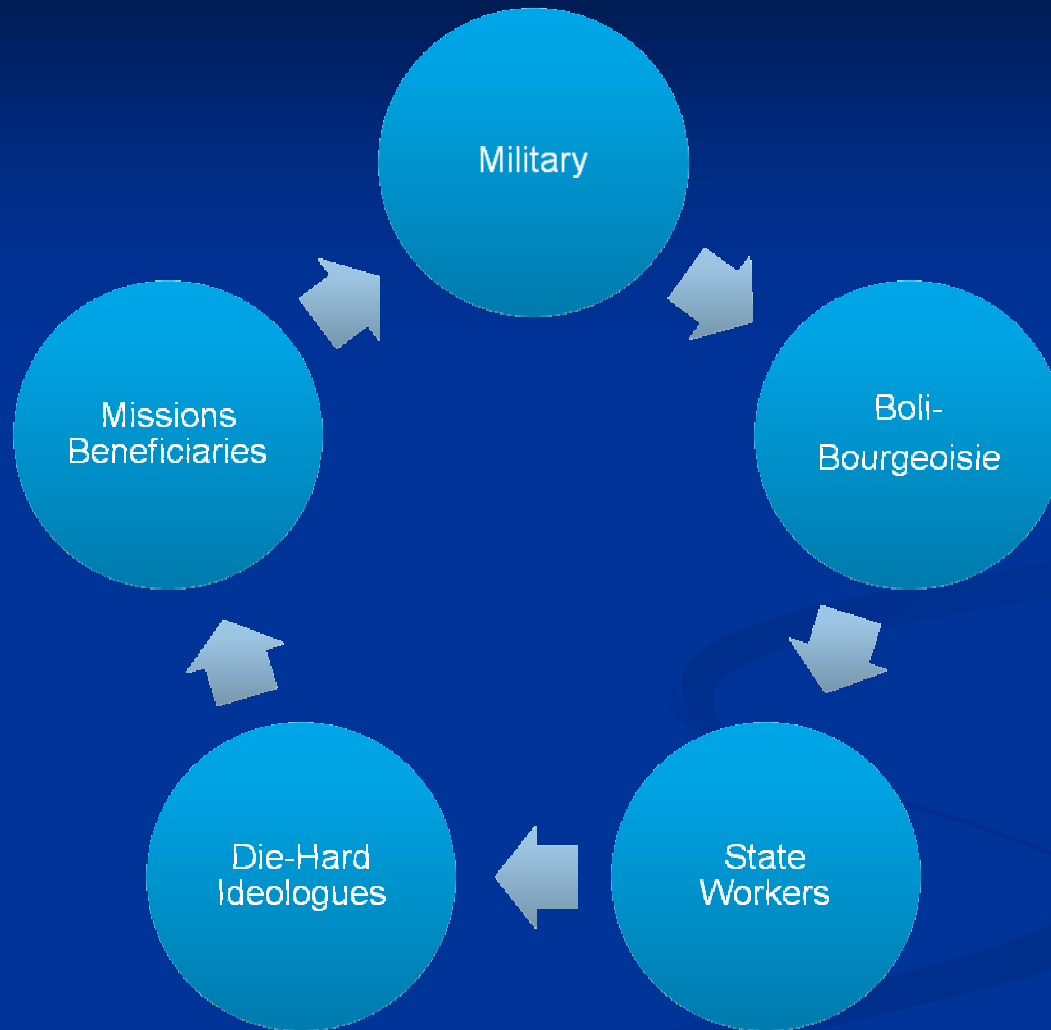 Military
Boli-
Bourgeoisie
State
Workers
Die-Hard
Ideologues
Missions
Beneficiaries